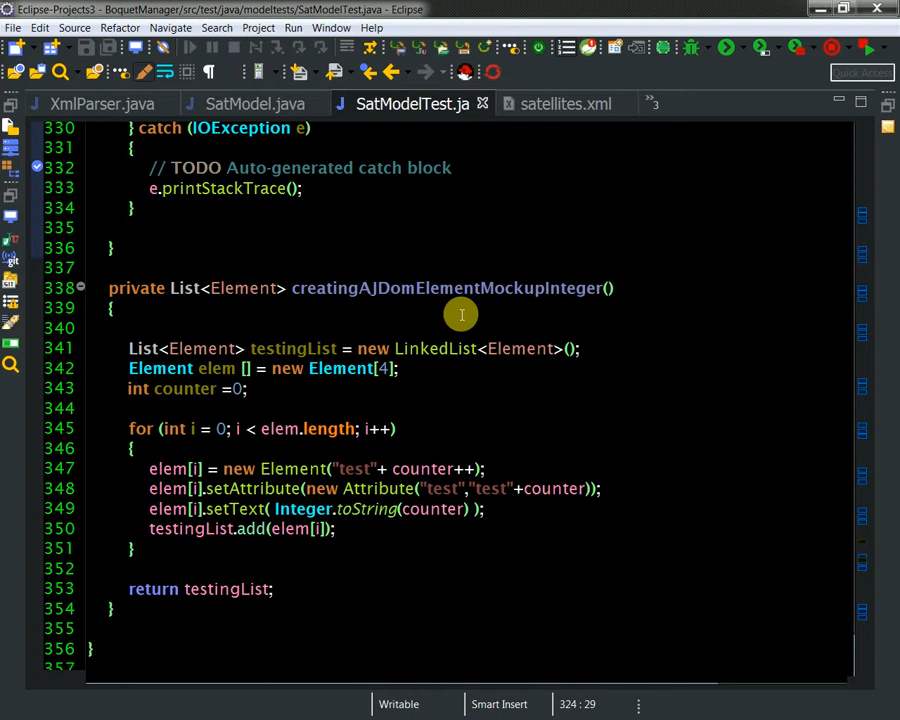 Eclipse-Projects3 - BoquetManager/src/test/java/modeltests/SatModelTest.java - Eclipse
File Edit Source Refactor Navigate Search Project Run Window Help
Quick Access
XmlParser.java SatModel.java SatModelTest.ja satellites.xml »3
330 } catch (IOException e)
331 {
332 // TODO Auto-generated catch block
333 e.printStackTrace();
334 }
335
336 }
337
338 private List<Element> creatingAJDomElementMockupInteger()
339 {
340
341 List<Element> testingList = new LinkedList<Element>();
342 Element elem [] = new Element[4];
343 int counter =0;
344
345 for (int i = 0; i < elem.length; i++)
346 {
347 elem[i] = new Element("test"+ counter++);
348 elem[i].setAttribute(new Attribute("test","test"+counter));
349 elem[i].setText( Integer.toString(counter) );
350 testingList.add(elem[i]);
351 }
352
353 return testingList;
354 }
355
356 }
357
Writable Smart Insert 324 : 29